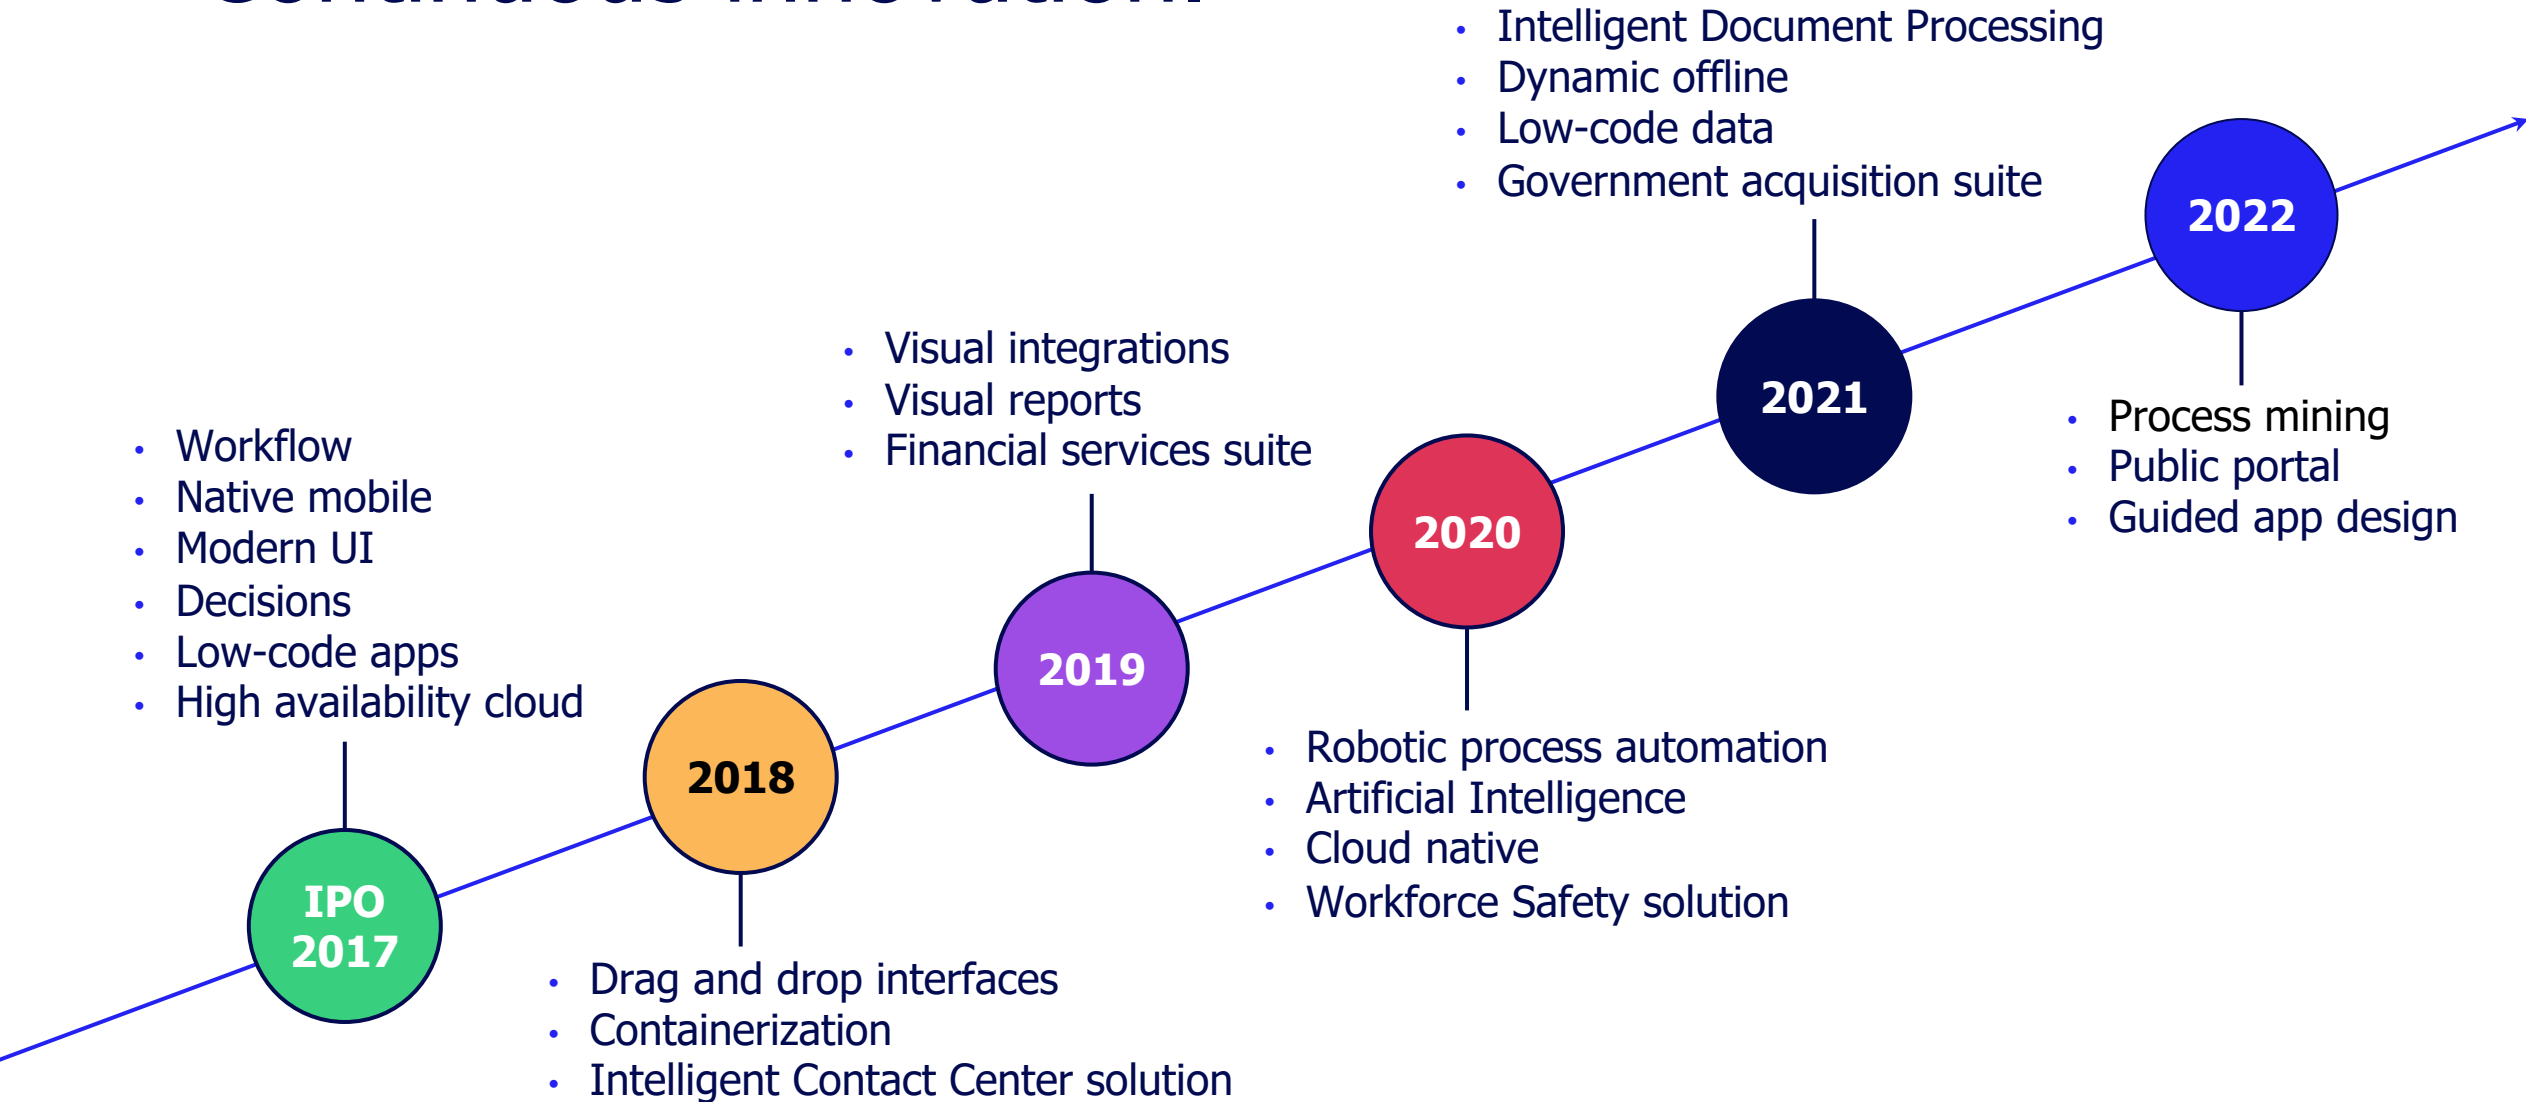 Continuous innovation.
• Workflow
• Native mobile
• Modern UI
• Decisions
• Low-code apps
• High availability cloud
IPO
2017
2018
• Drag and drop interfaces
• Containerization
• Intelligent Contact Center solution
• Visual integrations
• Visual reports
• Financial services suite
2019
2020
• Robotic process automation
• Artificial Intelligence
• Cloud native
• Workforce Safety solution
• Intelligent Document Processing
• Dynamic offline
• Low-code data
• Government acquisition suite
2021
2022
• Process mining
• Public portal
• Guided app design